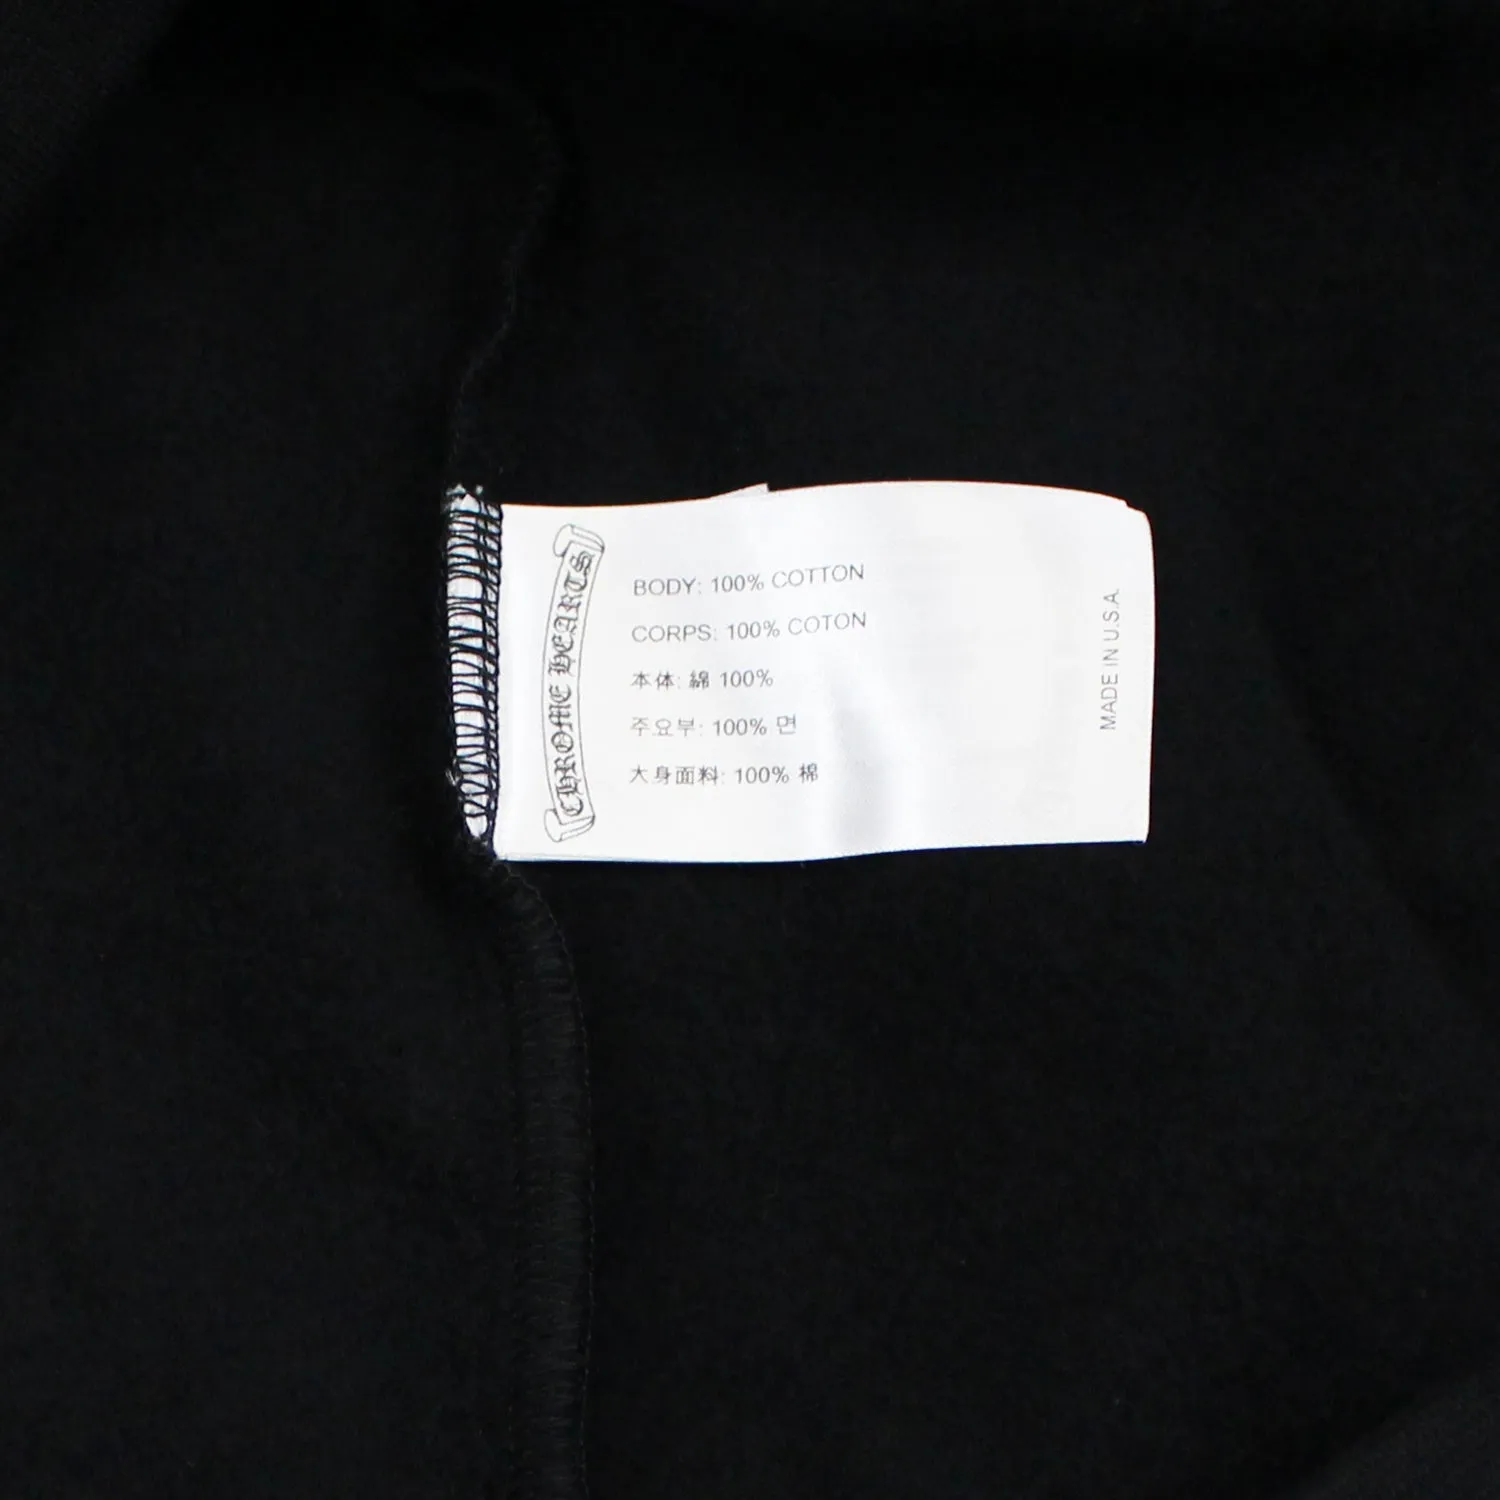 CHROME HEARTS
BODY: 100% COTTON
CORPS: 100% COTON
本体: 綿 100%
주요부: 100% 면
大身面料: 100% 棉
MADE IN U.S.A.